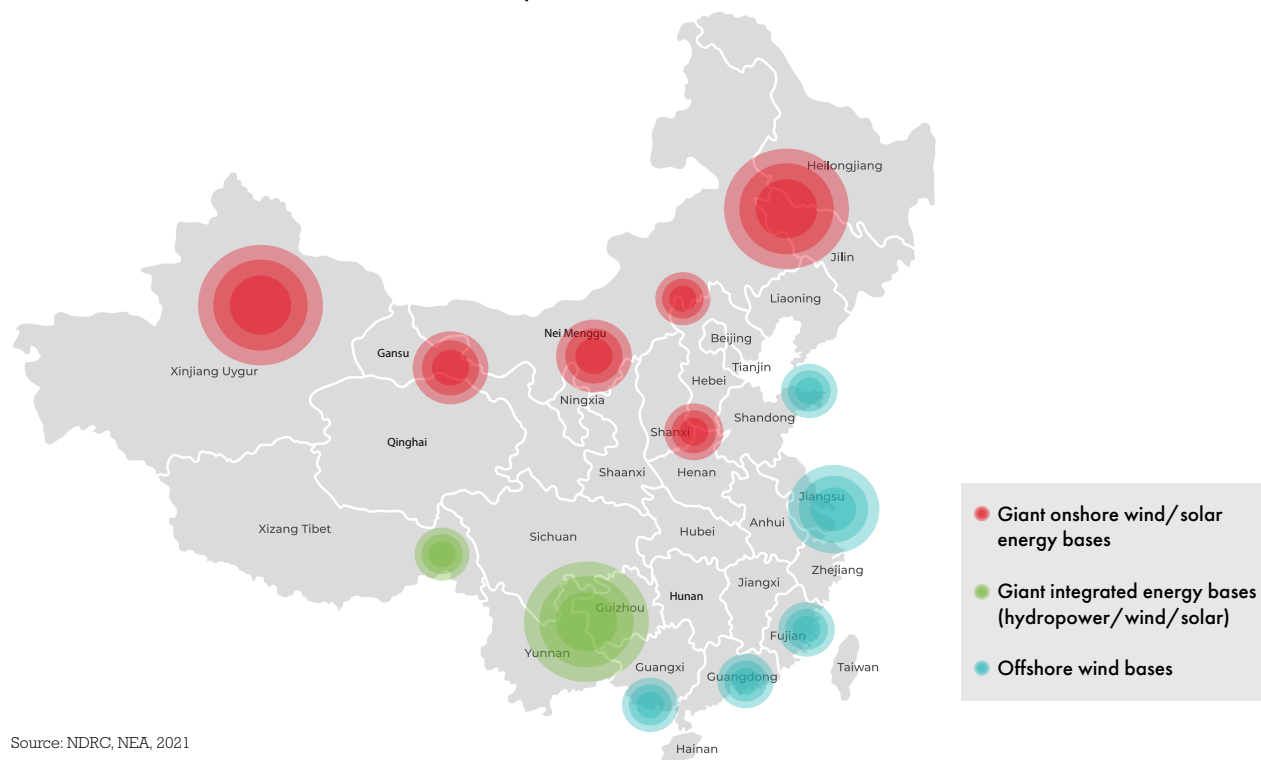 Heilongjiang
Jilin
Liaoning
Nei Menggu
Beijing
Gansu
Tianjin
Xinjiang Uygur
Hebei
Ningxia
Shandong
Shanxi
Qinghai
Shaanxi
Henan
Jiangsu
Anhui
Xizang Tibet
Sichuan
Hubei
Zhejiang
Jiangxi
Hunan
Guizhou
Fujian
Yunnan
Guangxi
Taiwan
Guangdong
Hainan
Giant onshore wind/solar
energy bases
Giant integrated energy bases
(hydropower/wind/solar)
Offshore wind bases
Source: NDRC, NEA, 2021